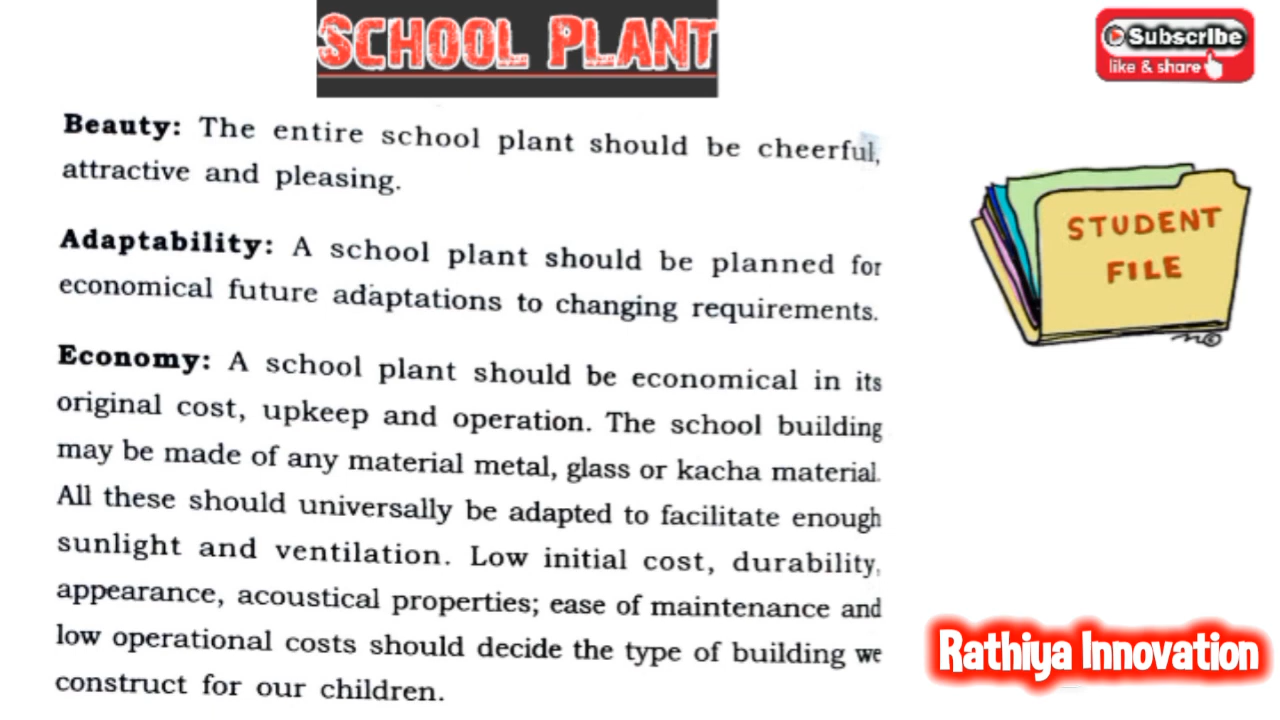 SCHOOL PLANT
Subscribe
like & share
Beauty: The entire school plant should be cheerful,
attractive and pleasing.
Adaptability: A school plant should be planned for
economical future adaptations to changing requirements.
Economy: A school plant should be economical in its
original cost, upkeep and operation. The school building
may be made of any material metal, glass or kacha material.
All these should universally be adapted to facilitate enough
sunlight and ventilation. Low initial cost, durability,
appearance, acoustical properties; ease of maintenance and
low operational costs should decide the type of building we
construct for our children.
STUDENT
FILE
Rathiya Innovation